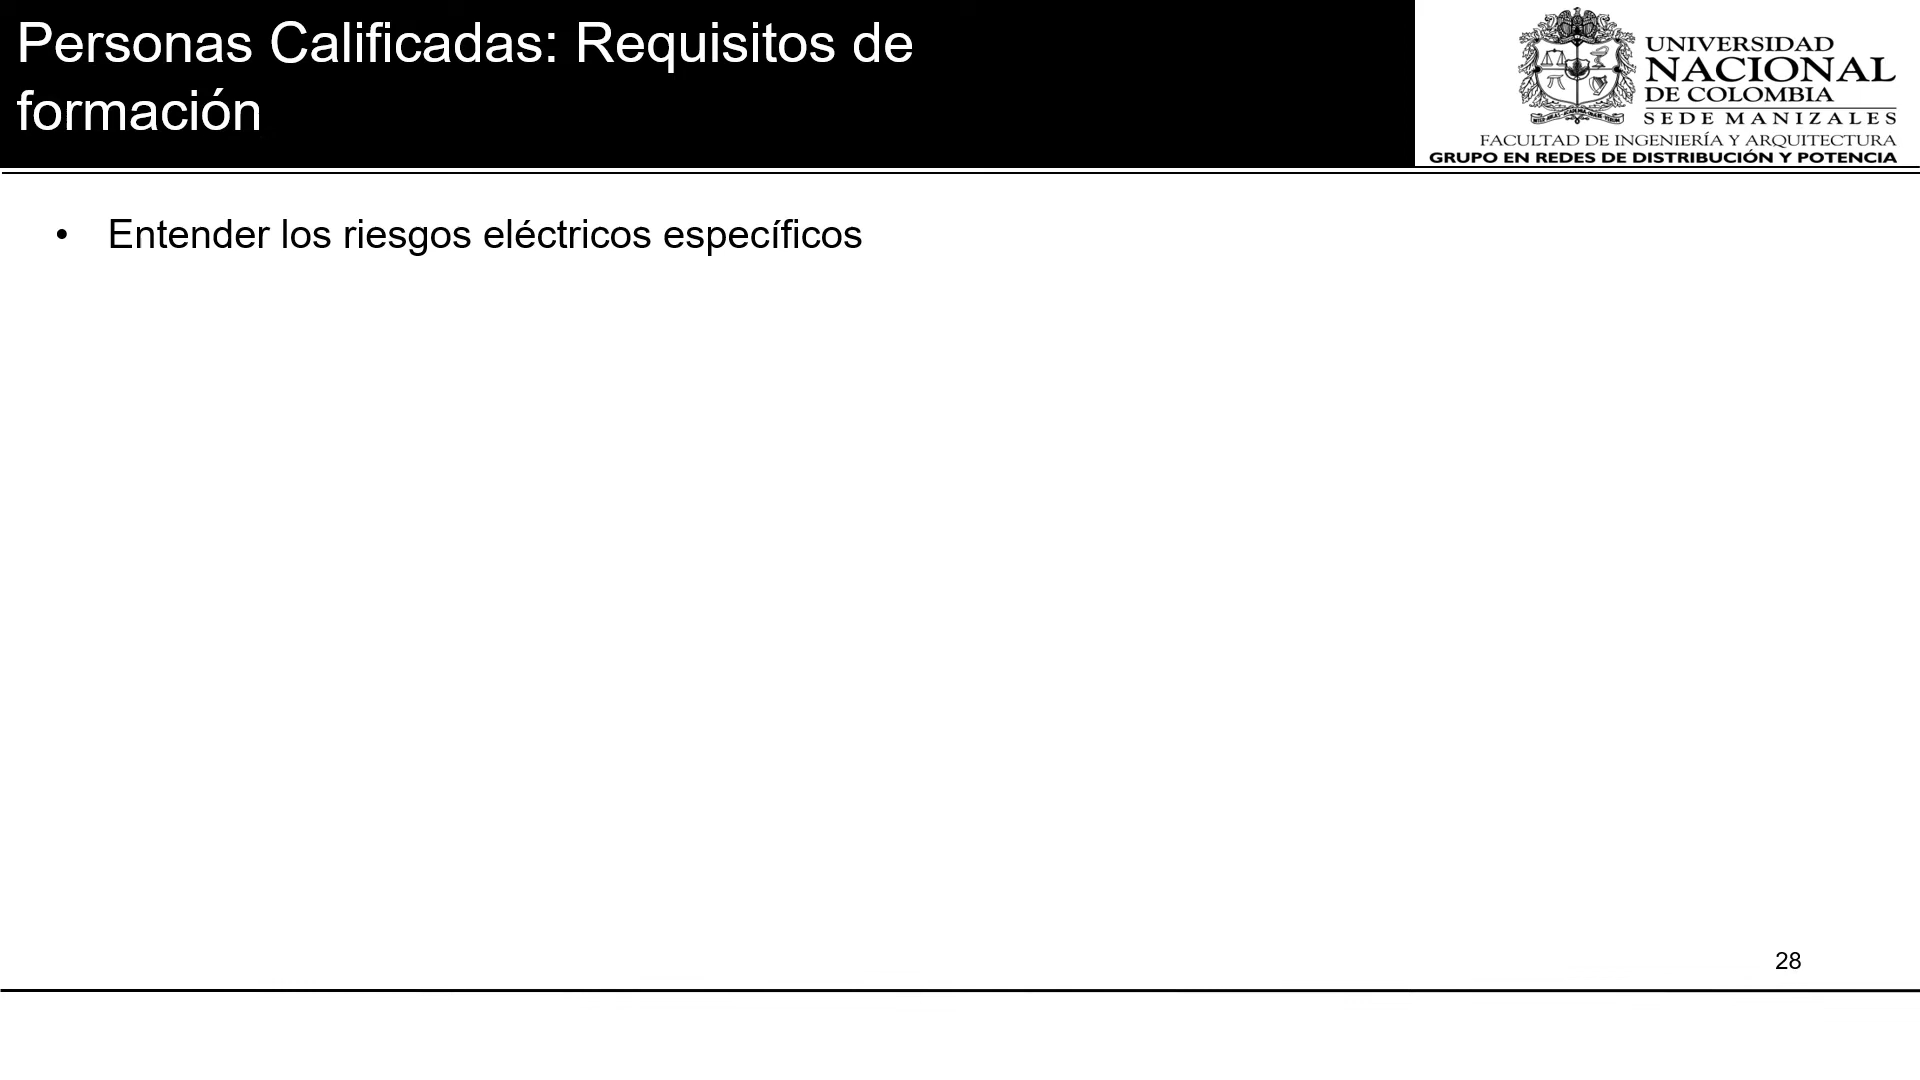 Personas Calificadas: Requisitos de
formación
UNIVERSIDAD
NACIONAL
DE COLOMBIA
SEDE MANIZALES
FACULTAD DE INGENIERÍA Y ARQUITECTURA
GRUPO EN REDES DE DISTRIBUCIÓN Y POTENCIA
• Entender los riesgos eléctricos específicos
28